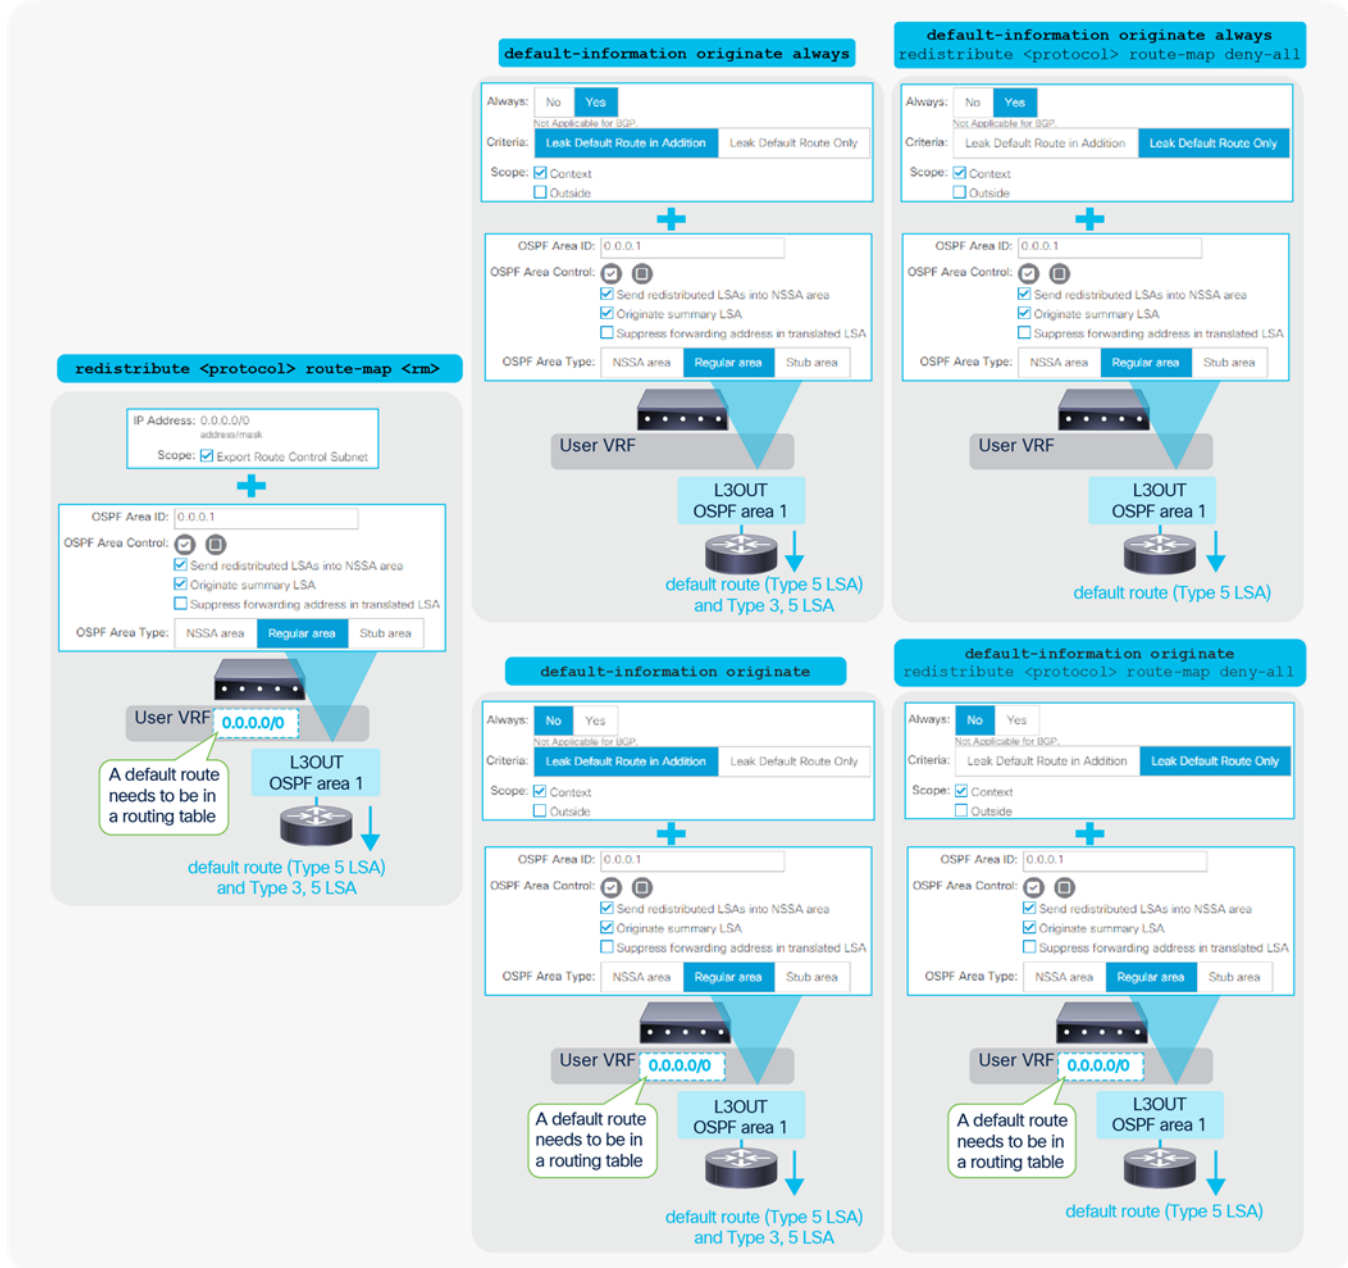 default-information originate always
Always: No Yes
Not Applicable for BGP.
Criteria: Leak Default Route in Addition Leak Default Route Only
Scope: Context
Outside
OSPF Area ID: 0.0.0.1
OSPF Area Control:
Send redistributed LSAs into NSSA area
Originate summary LSA
Suppress forwarding address in translated LSA
OSPF Area Type: NSSA area Regular area Stub area
User VRF
L3OUT
OSPF area 1
default route (Type 5 LSA)
and Type 3, 5 LSA
default-information originate always
redistribute <protocol> route-map deny-all
Always: No Yes
Not Applicable for BGP.
Criteria: Leak Default Route in Addition Leak Default Route Only
Scope: Context
Outside
OSPF Area ID: 0.0.0.1
OSPF Area Control:
Send redistributed LSAs into NSSA area
Originate summary LSA
Suppress forwarding address in translated LSA
OSPF Area Type: NSSA area Regular area Stub area
User VRF
L3OUT
OSPF area 1
default route (Type 5 LSA)
redistribute <protocol> route-map <rm>
IP Address: 0.0.0.0/0
address/mask
Scope: Export Route Control Subnet
OSPF Area ID: 0.0.0.1
OSPF Area Control:
Send redistributed LSAs into NSSA area
Originate summary LSA
Suppress forwarding address in translated LSA
OSPF Area Type: NSSA area Regular area Stub area
User VRF 0.0.0.0/0
A default route
needs to be in
a routing table
L3OUT
OSPF area 1
default route (Type 5 LSA)
and Type 3, 5 LSA
default-information originate
Always: No Yes
Not Applicable for BGP.
Criteria: Leak Default Route in Addition Leak Default Route Only
Scope: Context
Outside
OSPF Area ID: 0.0.0.1
OSPF Area Control:
Send redistributed LSAs into NSSA area
Originate summary LSA
Suppress forwarding address in translated LSA
OSPF Area Type: NSSA area Regular area Stub area
User VRF 0.0.0.0/0
A default route
needs to be in
a routing table
L3OUT
OSPF area 1
default route (Type 5 LSA)
and Type 3, 5 LSA
default-information originate
redistribute <protocol> route-map deny-all
Always: No Yes
Not Applicable for BGP.
Criteria: Leak Default Route in Addition Leak Default Route Only
Scope: Context
Outside
OSPF Area ID: 0.0.0.1
OSPF Area Control:
Send redistributed LSAs into NSSA area
Originate summary LSA
Suppress forwarding address in translated LSA
OSPF Area Type: NSSA area Regular area Stub area
User VRF 0.0.0.0/0
A default route
needs to be in
a routing table
L3OUT
OSPF area 1
default route (Type 5 LSA)